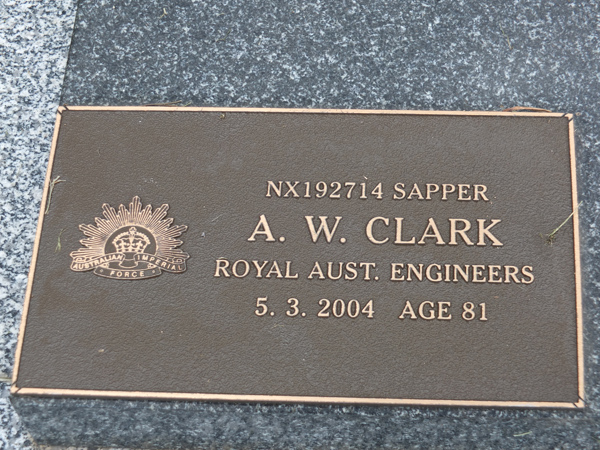 NX192714 SAPPER
A. W. CLARK
ROYAL AUST. ENGINEERS
5. 3. 2004 AGE 81
AUSTRALIAN IMPERIAL
FORCE